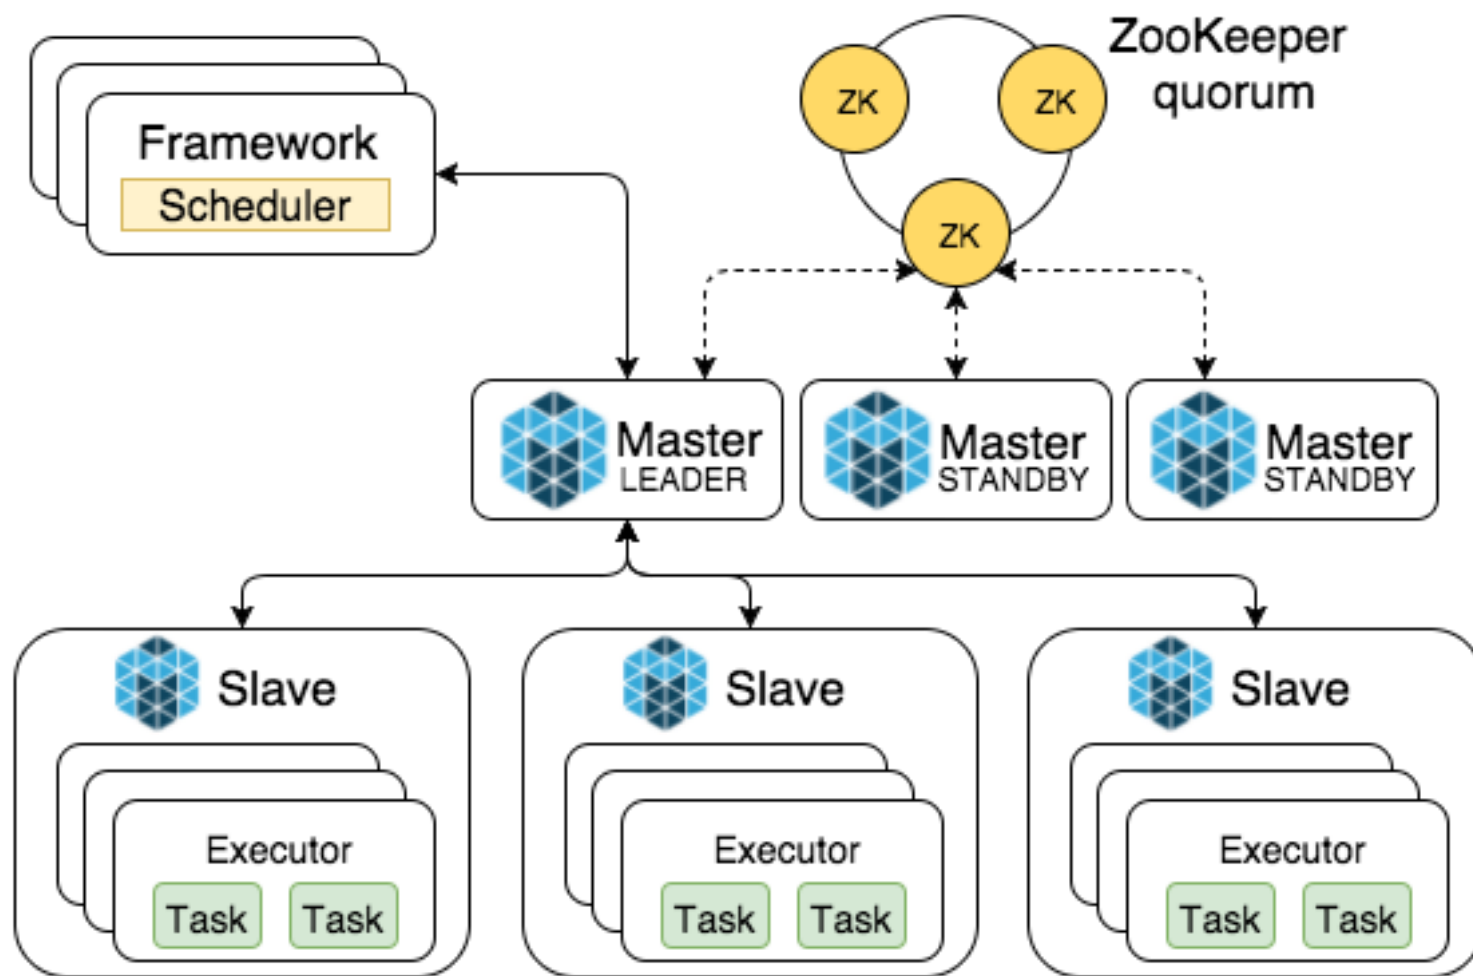 ZooKeeper
quorum
ZK
ZK
ZK
Framework
Scheduler
Master
LEADER
Master
STANDBY
Master
STANDBY
Slave
Executor
Task
Task
Slave
Executor
Task
Task
Slave
Executor
Task
Task